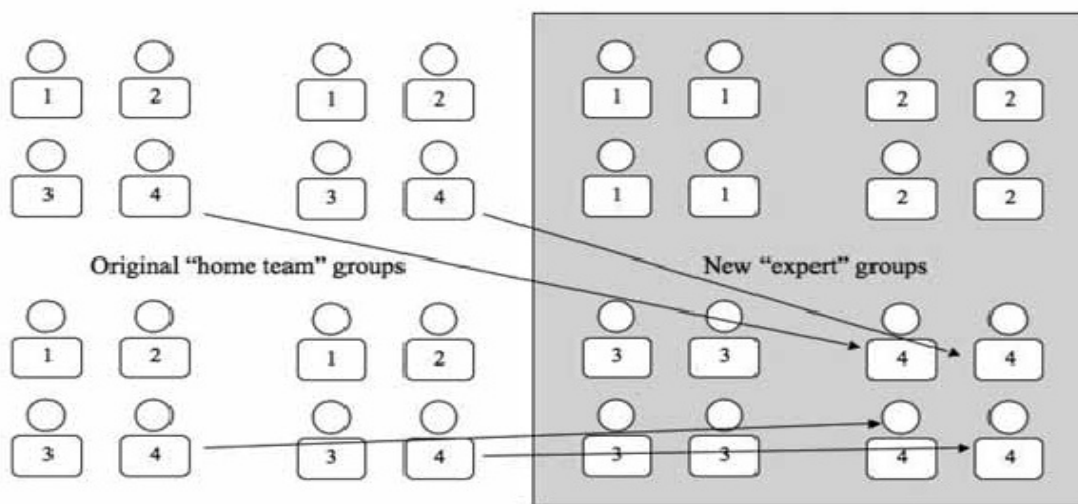 1 2 1 2 1 1 2 2
3 4 3 4 1 1 2 2
Original “home team” groups New “expert” groups
1 2 1 2 3 3 4 4
3 4 3 4 3 3 4 4